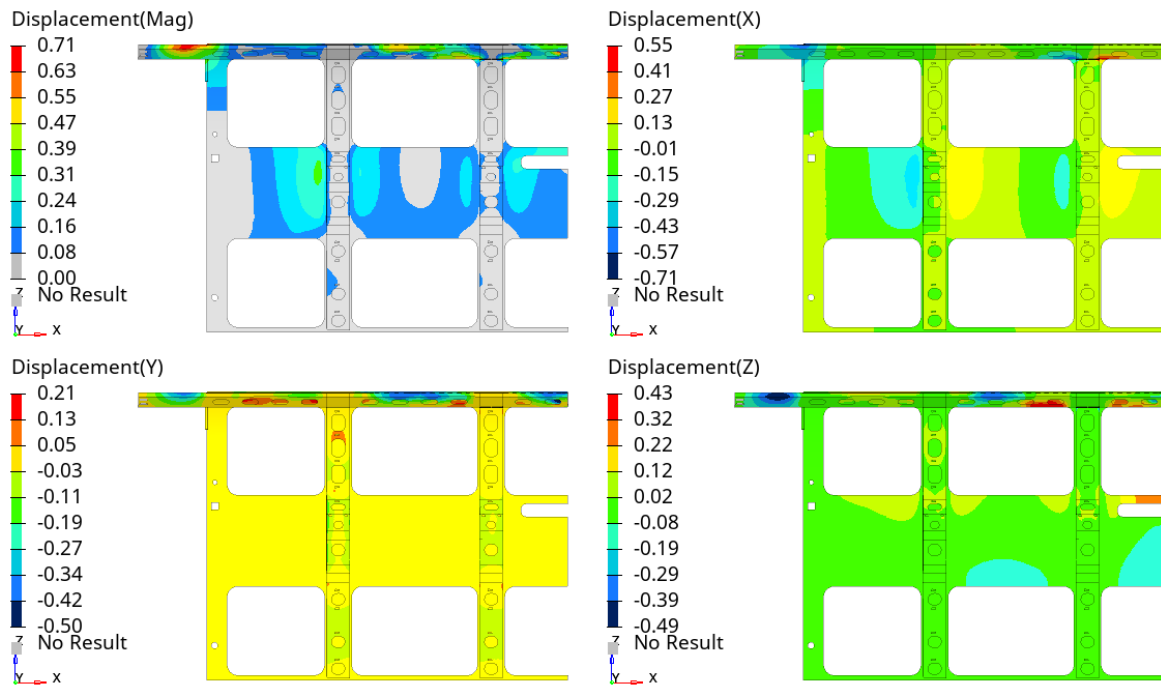 Displacement(Mag)
0.71
0.63
0.55
0.47
0.39
0.31
0.24
0.16
0.08
0.00
No Result
Z
Y X
Displacement(X)
0.55
0.41
0.27
0.13
-0.01
-0.15
-0.29
-0.43
-0.57
-0.71
No Result
Z
Y X
Displacement(Y)
0.21
0.13
0.05
-0.03
-0.11
-0.19
-0.27
-0.34
-0.42
-0.50
No Result
Z
Y X
Displacement(Z)
0.43
0.32
0.22
0.12
0.02
-0.08
-0.19
-0.29
-0.39
-0.49
No Result
Z
Y X